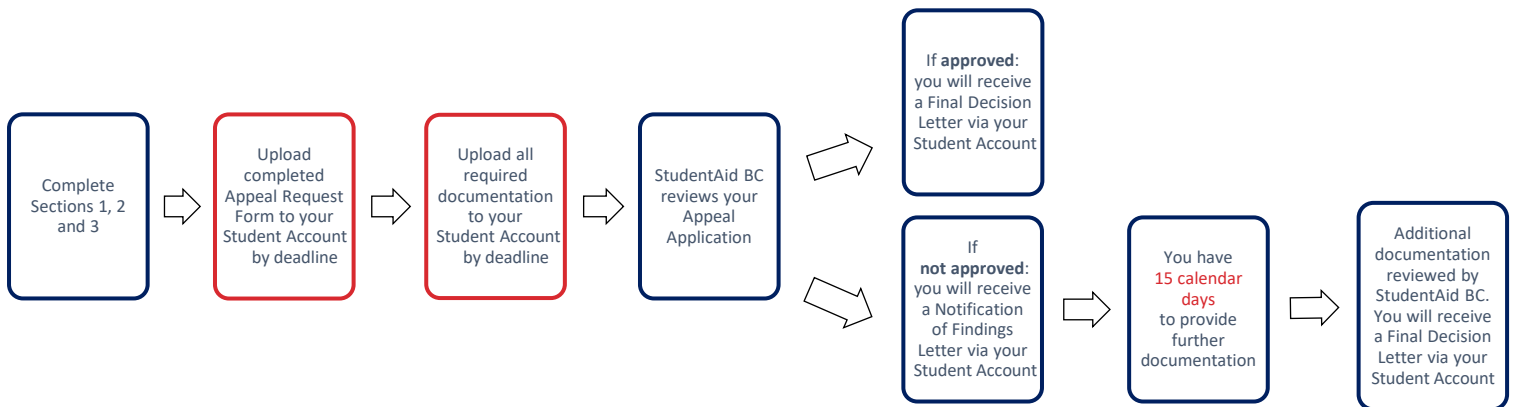 Complete
Sections 1, 2
and 3
Upload
completed
Appeal Request
Form to your
Student Account
by deadline
Upload all
required
documentation
to your
Student Account
by deadline
StudentAid BC
reviews your
Appeal
Application
If approved:
you will receive
a Final Decision
Letter via your
Student Account
If
not approved:
you will receive
a Notification
of Findings
Letter via your
Student Account
You have
15 calendar
days
to provide
further
documentation
Additional
documentation
reviewed by
StudentAid BC.
You will receive
a Final Decision
Letter via your
Student Account